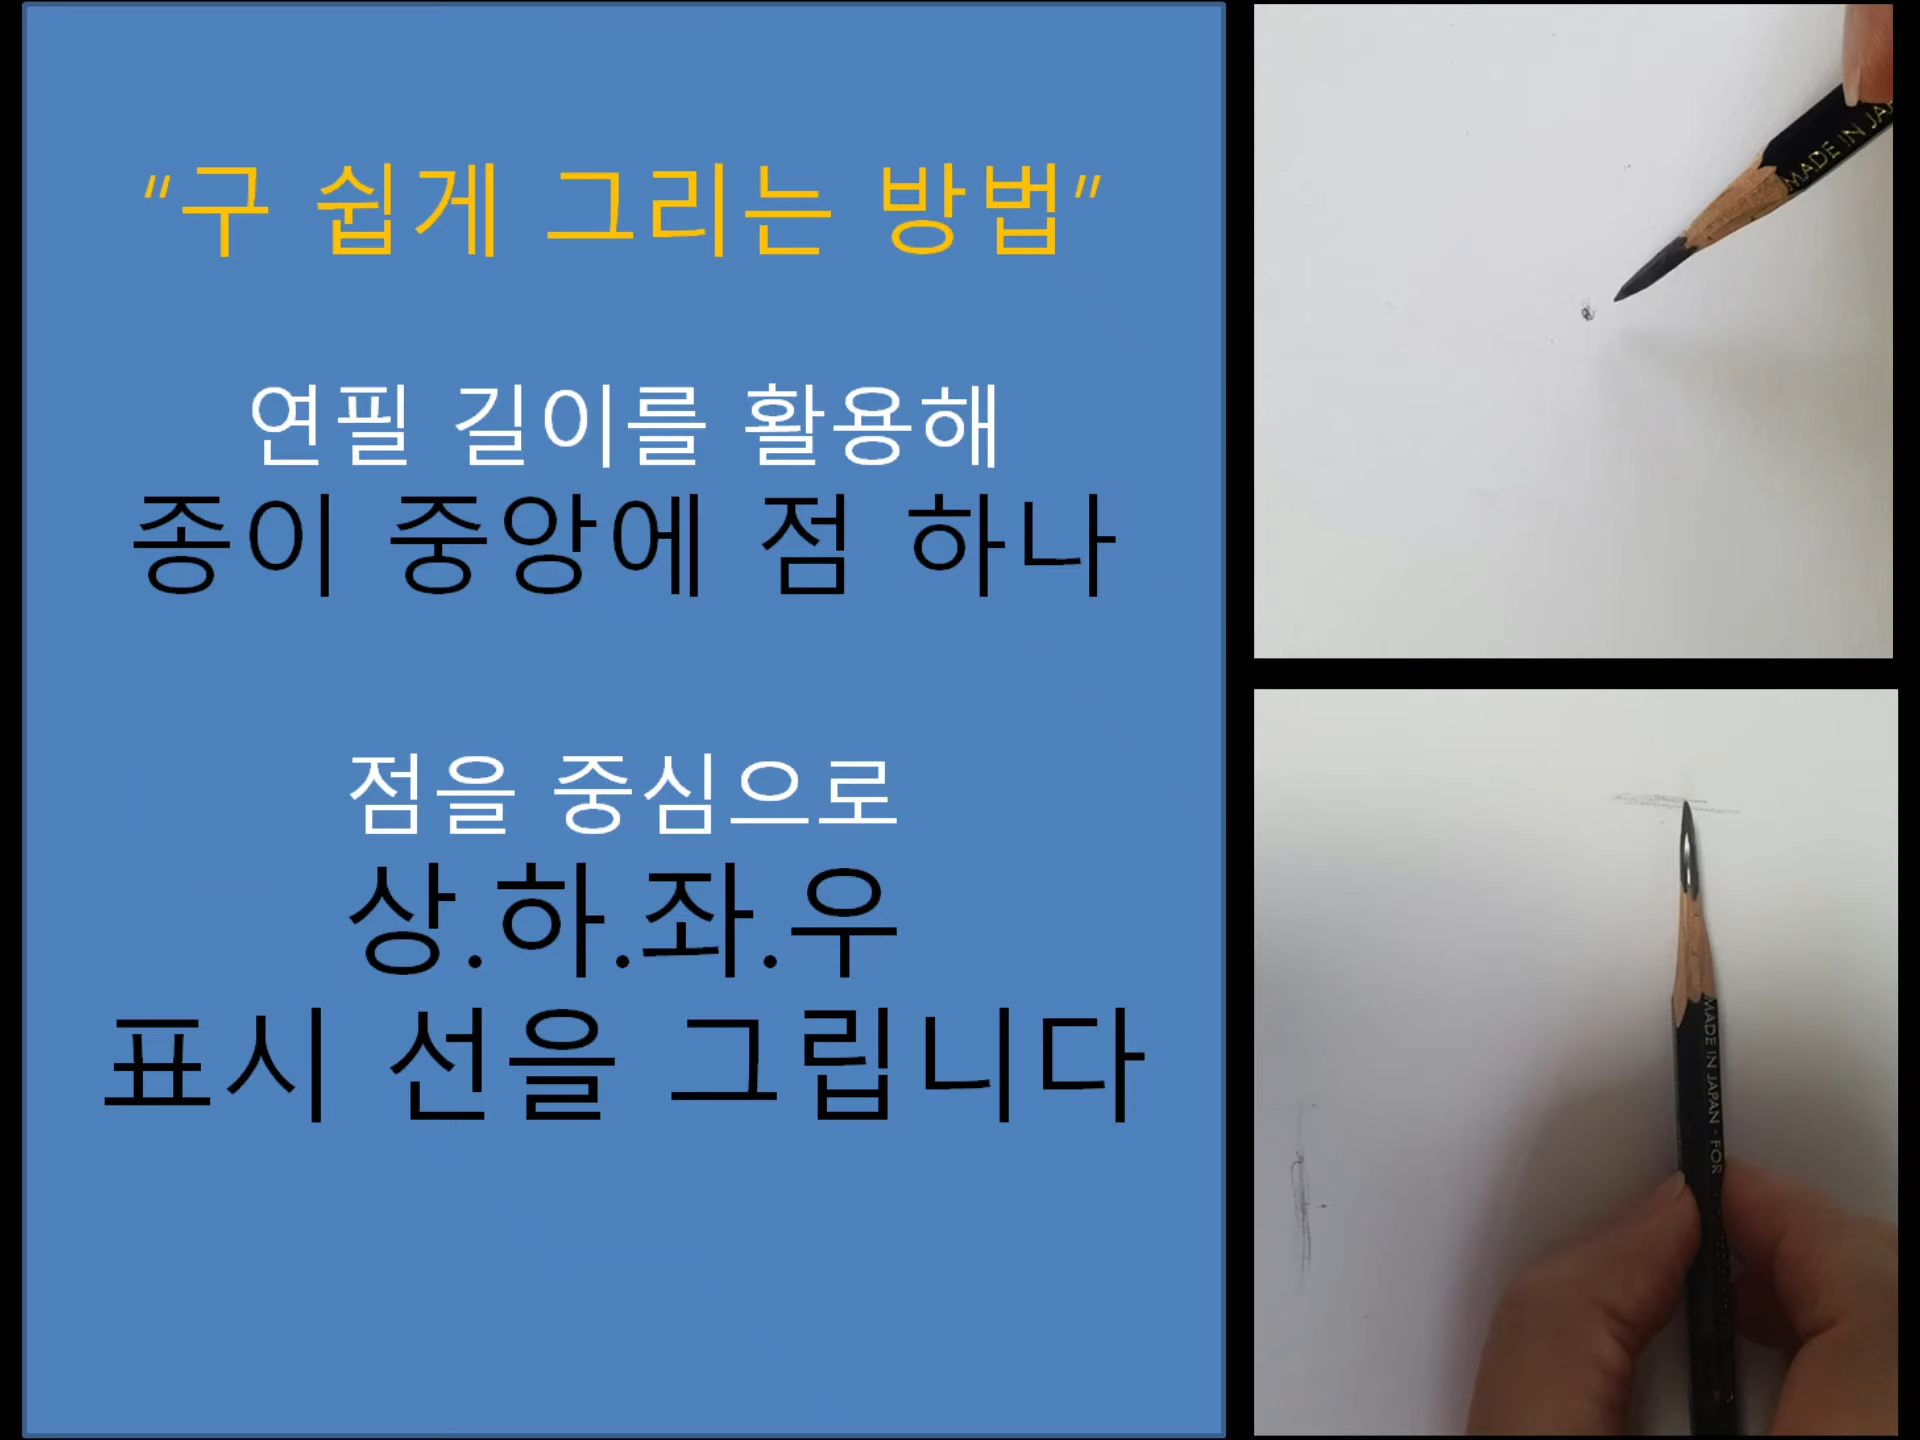 “구 쉽게 그리는 방법”
연필 길이를 활용해
종이 중앙에 점 하나
점을 중심으로
상.하.좌.우
표시 선을 그립니다
MADE IN JA
MADE IN JAPAN · FOR